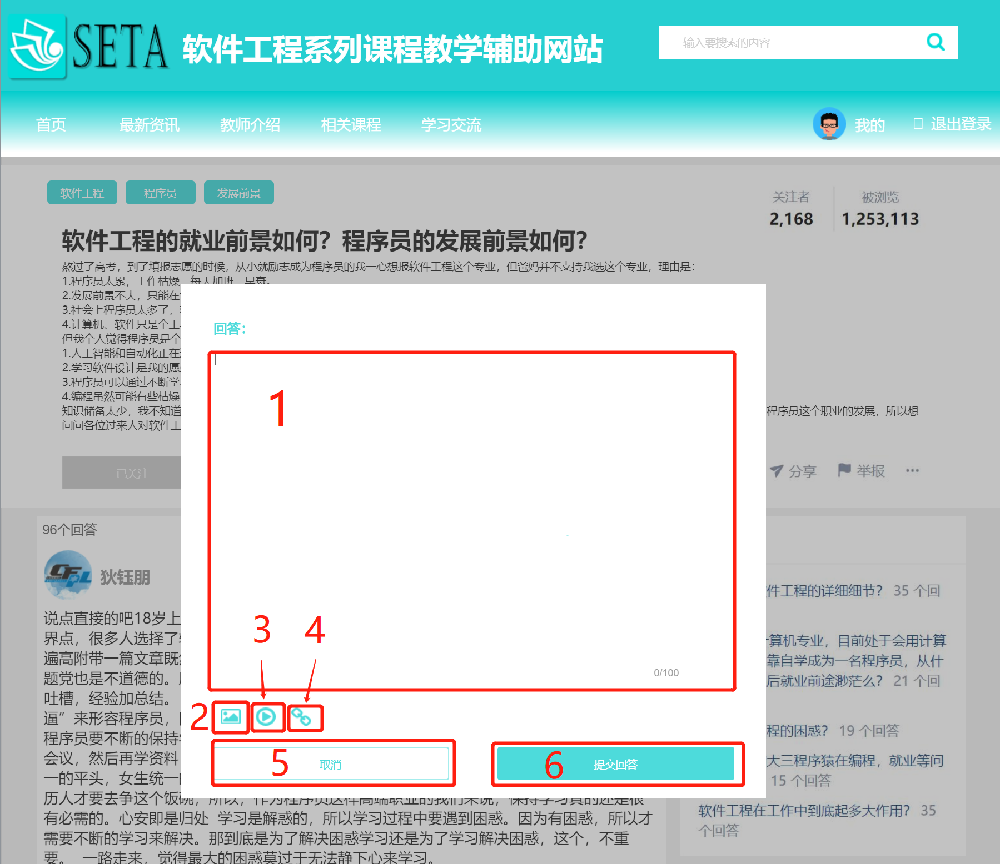 SETA 软件工程系列课程教学辅助网站
输入要搜索的内容
首页 最新资讯 教师介绍 相关课程 学习交流 我的 退出登录
软件工程 程序员 发展前景
关注者 被浏览
2,168 1,253,113
软件工程的就业前景如何？程序员的发展前景如何？
熬过了高考，到了填报志愿的时候，从小就励志成为程序员的我一心想报软件工程这个专业，但爸妈并不支持我选这个专业，理由是：
1.程序员太累，工作枯燥，每天加班，早衰。
2.发展前景不大，只能在
3.社会上程序员太多了，
4.计算机、软件只是个工
但我个人觉得程序员是个
1.人工智能和自动化正在
2.学习软件设计是我的愿
3.程序员可以通过不断学
4.编程虽然可能有些枯燥
知识储备太少，我不知道
程序员这个职业的发展，所以想
问问各位过来人对软件工
已关注
分享 举报 ...
回答：
1
0/100
3 4
2
5 取消
6 提交回答
96个回答
CFPL
狄钰朋
说点直接的吧18岁上
界点，很多人选择了
遍高附带一篇文章既
题党也是不道德的。
吐槽，经验加总结。
逼”来形容程序员，
程序员要不断的保持
会议，然后再学资料
一的平头，女生统一
历人才要去争这个饭碗，所以，作为程序员这样高端职业的我们来说，保持学习真的还是很
有必需的。心安即是归处 学习是解惑的，所以学习过程中要遇到困惑。因为有困惑，所以才
需要不断的学习来解决。那到底是为了解决困惑学习还是为了学习解决困惑，这个，不重
要。 一路走来，觉得最大的困惑莫过于无法静下心来学习。
件工程的详细细节？ 35 个回
算机专业，目前处于会用计算
靠自学成为一名程序员，从什
后就业前途渺茫么？ 21 个回
程的困惑？ 19 个回答
大三程序猿在编程，就业等问
15 个回答
软件工程在工作中到底起多大作用？ 35
个回答